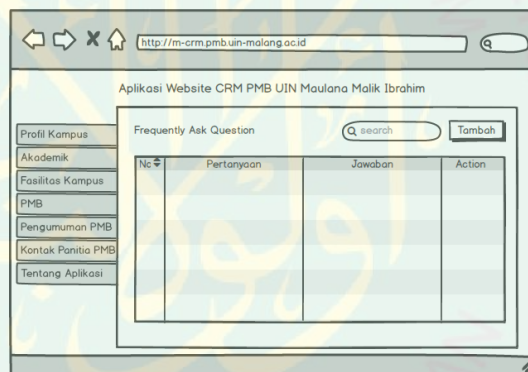 http://m-crm.pmb.uin-malang.ac.id
Aplikasi Website CRM PMB UIN Maulana Malik Ibrahim
Profil Kampus
Akademik
Fasilitas Kampus
PMB
Pengumuman PMB
Kontak Panitia PMB
Tentang Aplikasi
Frequently Ask Question
search
Tambah
No Pertanyaan Jawaban Action